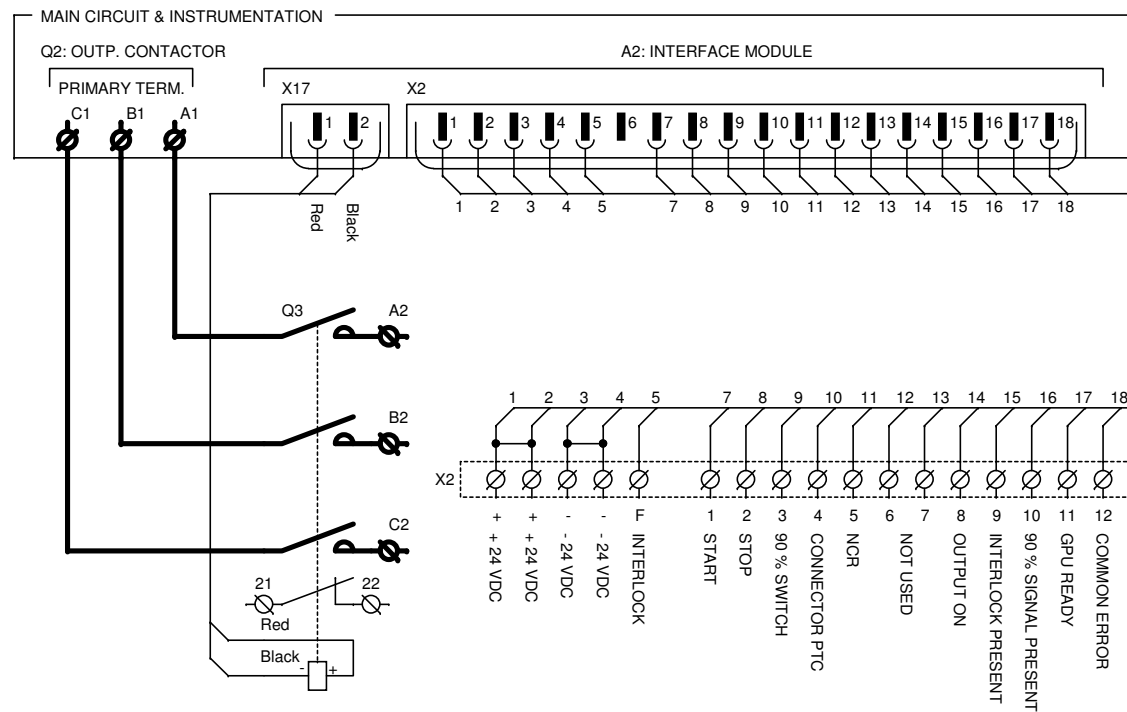 MAIN CIRCUIT & INSTRUMENTATION
Q2: OUTP. CONTACTOR
A2: INTERFACE MODULE
PRIMARY TERM.
X17
X2
C1 B1 A1
1 2
1 2 3 4 5 6 7 8 9 10 11 12 13 14 15 16 17 18
Red
Black
1 2 3 4 5 7 8 9 10 11 12 13 14 15 16 17 18
Q3
A2
B2
1 2 3 4 5 7 8 9 10 11 12 13 14 15 16 17 18
X2
C2
+ + 24 VDC
+ + 24 VDC
- - 24 VDC
- - 24 VDC
F INTERLOCK
1 START
2 STOP
3 90 % SWITCH
4 CONNECTOR PTC
5 NCR
6
7 NOT USED
8 OUTPUT ON
9 INTERLOCK PRESENT
10 90 % SIGNAL PRESENT
11 GPU READY
12 COMMON ERROR
21 22
Red
Black
- +